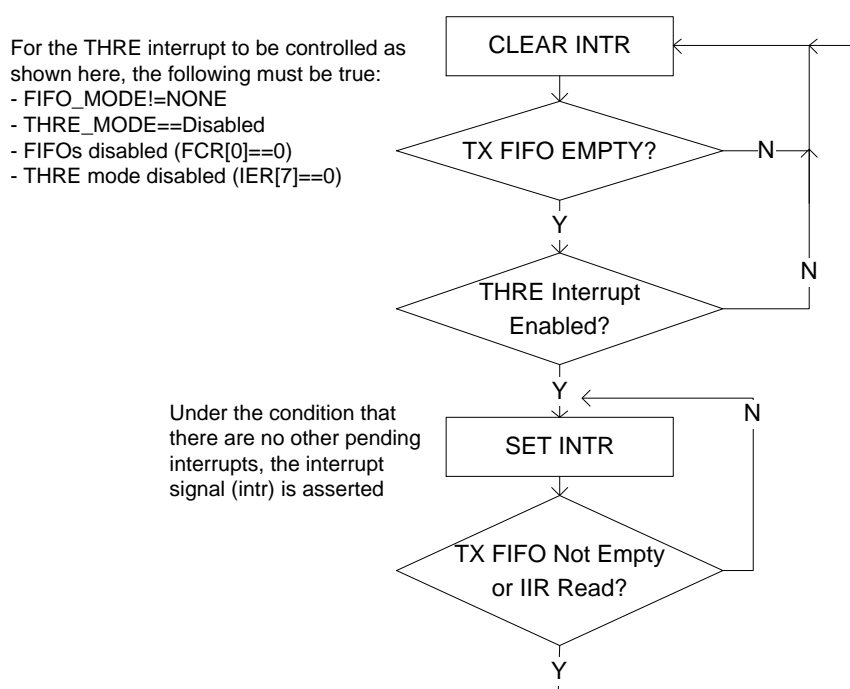 For the THRE interrupt to be controlled as
shown here, the following must be true:
- FIFO_MODE!=NONE
- THRE_MODE==Disabled
- FIFOs disabled (FCR[0]==0)
- THRE mode disabled (IER[7]==0)
CLEAR INTR
TX FIFO EMPTY?
N
Y
THRE Interrupt
Enabled?
N
Y
Under the condition that
there are no other pending
interrupts, the interrupt
signal (intr) is asserted
SET INTR
N
TX FIFO Not Empty
or IIR Read?
Y